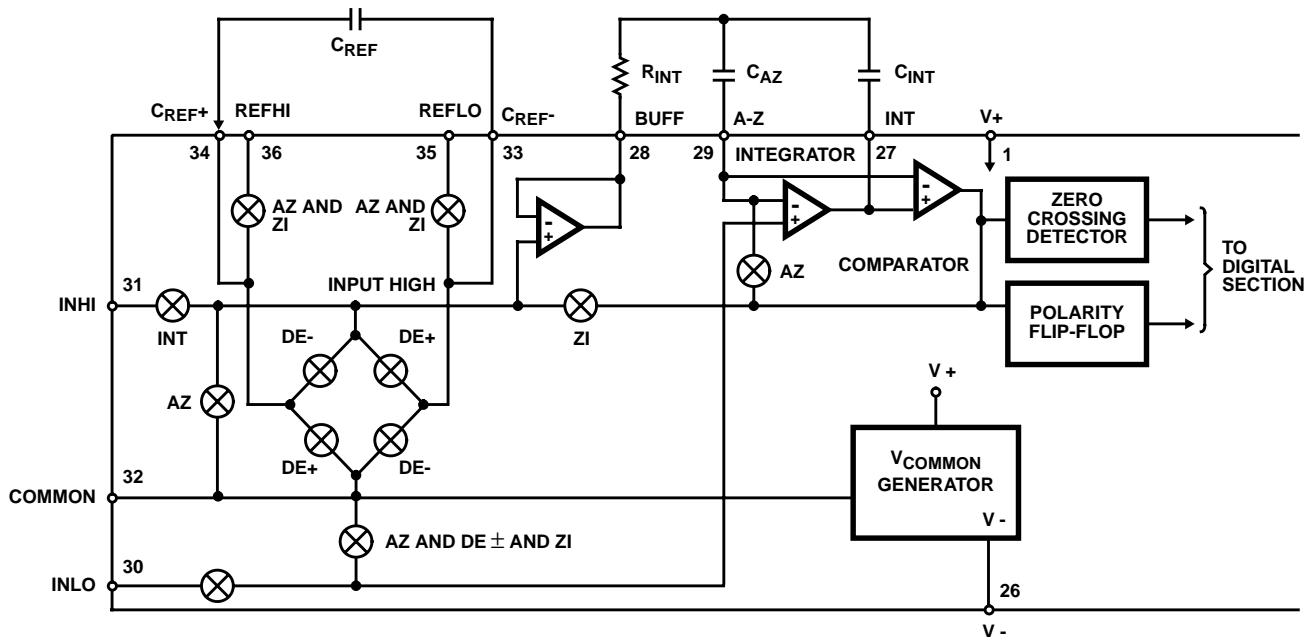 CREF
RINT
CAZ
CINT
CREF+
REFHI
REFLO
CREF-
BUFF
A-Z
INT
V+
34
36
35
33
28
29
INTEGRATOR
27
1
AZ AND
ZI
AZ AND
ZI
-
+
-
+
-
+
ZERO
CROSSING
DETECTOR
TO
DIGITAL
SECTION
AZ
COMPARATOR
31
INPUT HIGH
INHI
INT
ZI
POLARITY
FLIP-FLOP
DE-
DE+
AZ
V +
DE+
DE-
32
COMMON
VCOMMON
GENERATOR
V -
AZ AND DE ± AND ZI
30
INLO
26
V -